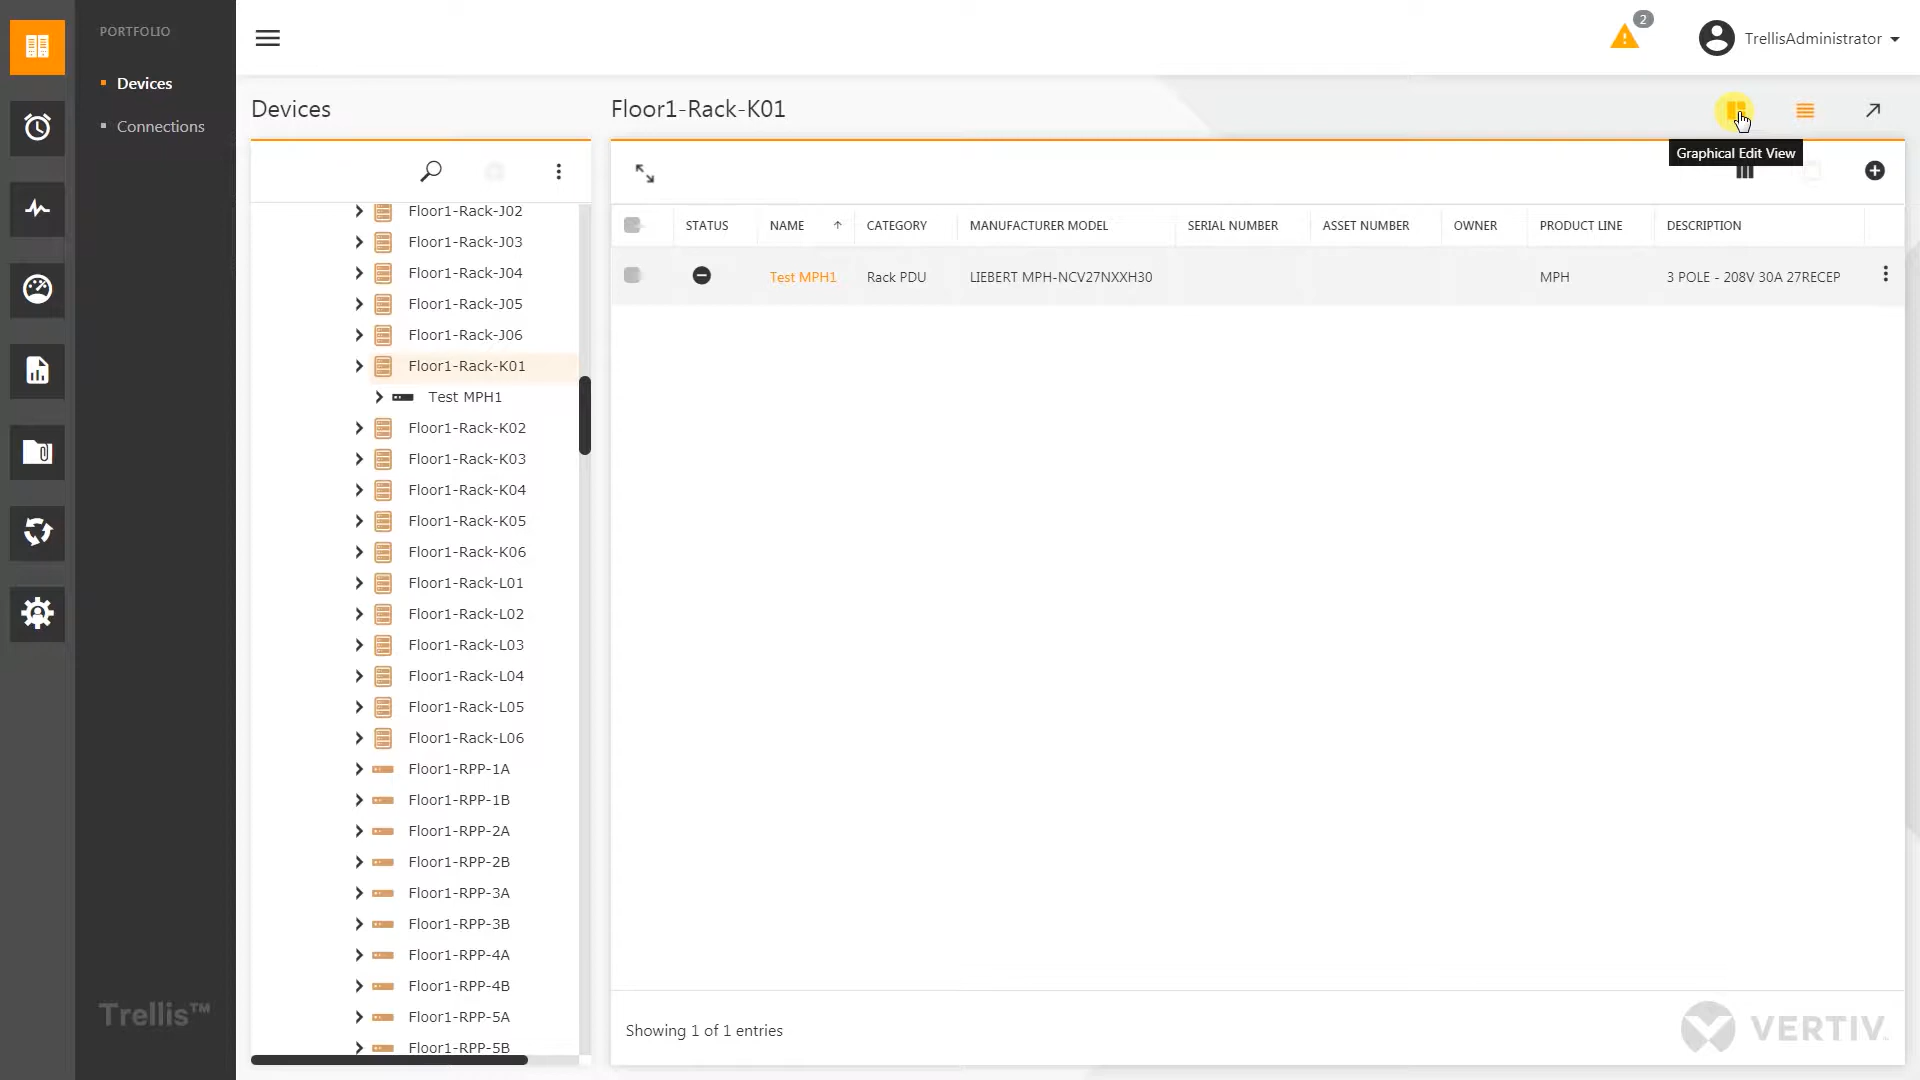 PORTFOLIO
Devices
Connections
Trellis™
2
TrellisAdministrator
Devices
Floor1-Rack-K01
Graphical Edit View
Floor1-Rack-J02
Floor1-Rack-J03
Floor1-Rack-J04
Floor1-Rack-J05
Floor1-Rack-J06
Floor1-Rack-K01
Test MPH1
Floor1-Rack-K02
Floor1-Rack-K03
Floor1-Rack-K04
Floor1-Rack-K05
Floor1-Rack-K06
Floor1-Rack-L01
Floor1-Rack-L02
Floor1-Rack-L03
Floor1-Rack-L04
Floor1-Rack-L05
Floor1-Rack-L06
Floor1-RPP-1A
Floor1-RPP-1B
Floor1-RPP-2A
Floor1-RPP-2B
Floor1-RPP-3A
Floor1-RPP-3B
Floor1-RPP-4A
Floor1-RPP-4B
Floor1-RPP-5A
Floor1-RPP-5B
STATUS NAME CATEGORY MANUFACTURER MODEL SERIAL NUMBER ASSET NUMBER OWNER PRODUCT LINE DESCRIPTION
Test MPH1 Rack PDU LIEBERT MPH-NCV27NXXH30 MPH 3 POLE - 208V 30A 27RECEP
Showing 1 of 1 entries
VERTIV™